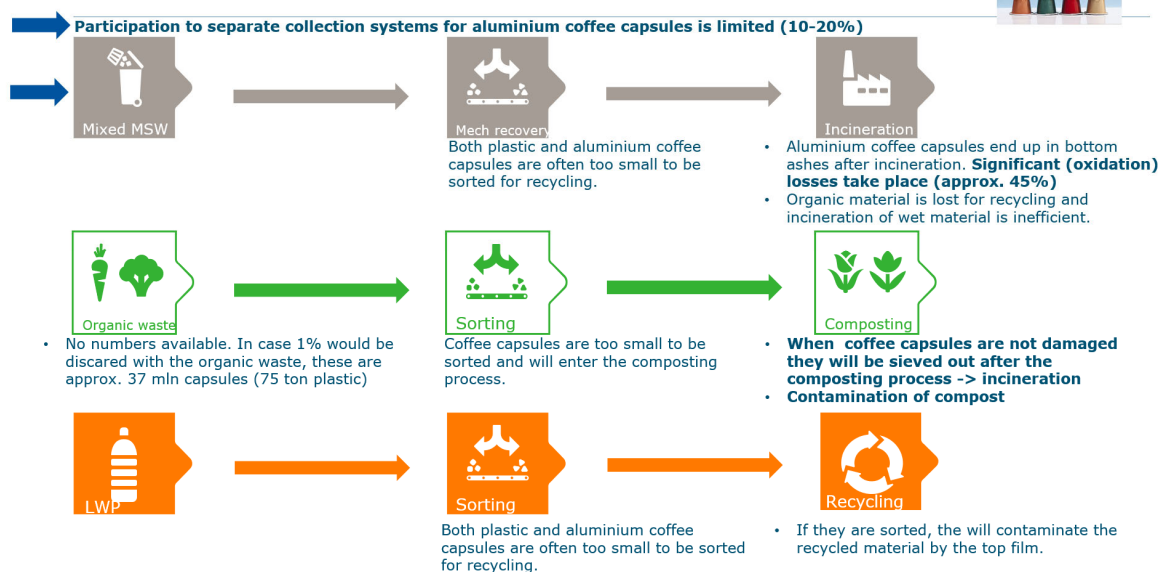 Participation to separate collection systems for aluminium coffee capsules is limited (10-20%)
Mixed MSW
Mech recovery
Incineration
Both plastic and aluminium coffee
capsules are often too small to be
sorted for recycling.
• Aluminium coffee capsules end up in bottom
ashes after incineration. Significant (oxidation)
losses take place (approx. 45%)
• Organic material is lost for recycling and
incineration of wet material is inefficient.
Organic waste
Sorting
Composting
• No numbers available. In case 1% would be
discared with the organic waste, these are
approx. 37 mln capsules (75 ton plastic)
Coffee capsules are too small to be
sorted and will enter the composting
process.
• When coffee capsules are not damaged
they will be sieved out after the
composting process -> incineration
• Contamination of compost
LWP
Sorting
Recycling
Both plastic and aluminium coffee
capsules are often too small to be sorted
for recycling.
• If they are sorted, the will contaminate the
recycled material by the top film.